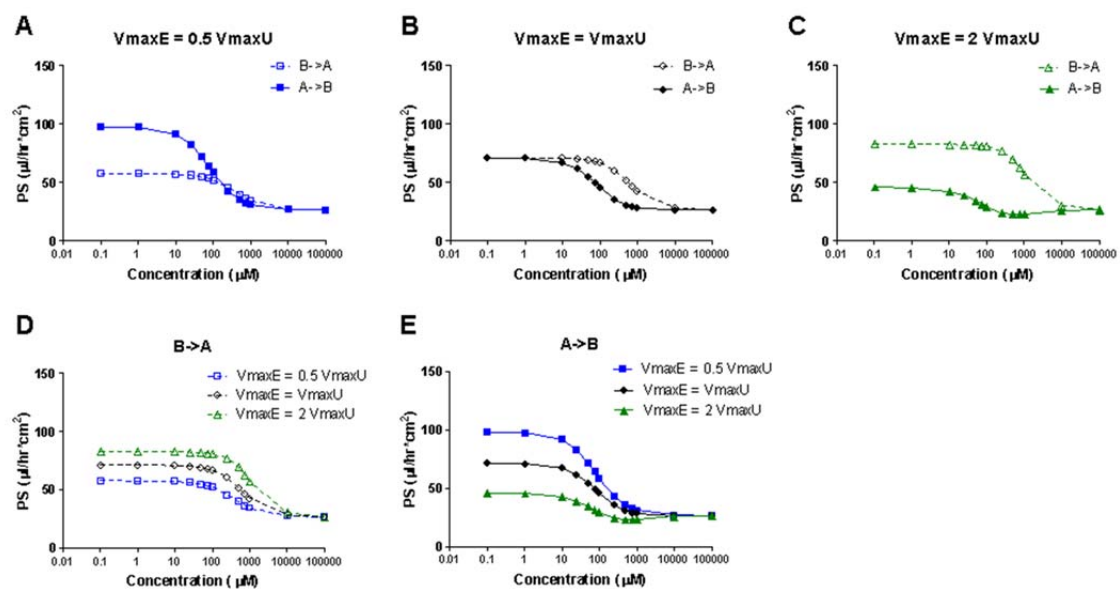 A
VmaxE = 0.5 VmaxU
B->A
A->B
150
100
50
0
PS (µl/hr*cm²)
0.01 0.1 1 10 100 1000 10000 100000
Concentration ( µM)
B
VmaxE = VmaxU
B->A
A->B
150
100
50
0
PS (µl/hr*cm²)
0.01 0.1 1 10 100 1000 10000 100000
Concentration ( µM)
C
VmaxE = 2 VmaxU
B->A
A->B
150
100
50
0
PS (µl/hr*cm²)
0.01 0.1 1 10 100 1000 10000 100000
Concentration ( µM)
D
B->A
VmaxE = 0.5 VmaxU
VmaxE = VmaxU
VmaxE = 2 VmaxU
150
100
50
0
PS (µl/hr*cm²)
0.01 0.1 1 10 100 1000 10000 100000
Concentration ( µM)
E
A->B
VmaxE = 0.5 VmaxU
VmaxE = VmaxU
VmaxE = 2 VmaxU
150
100
50
0
PS (µl/hr*cm²)
0.01 0.1 1 10 100 1000 10000 100000
Concentration ( µM)